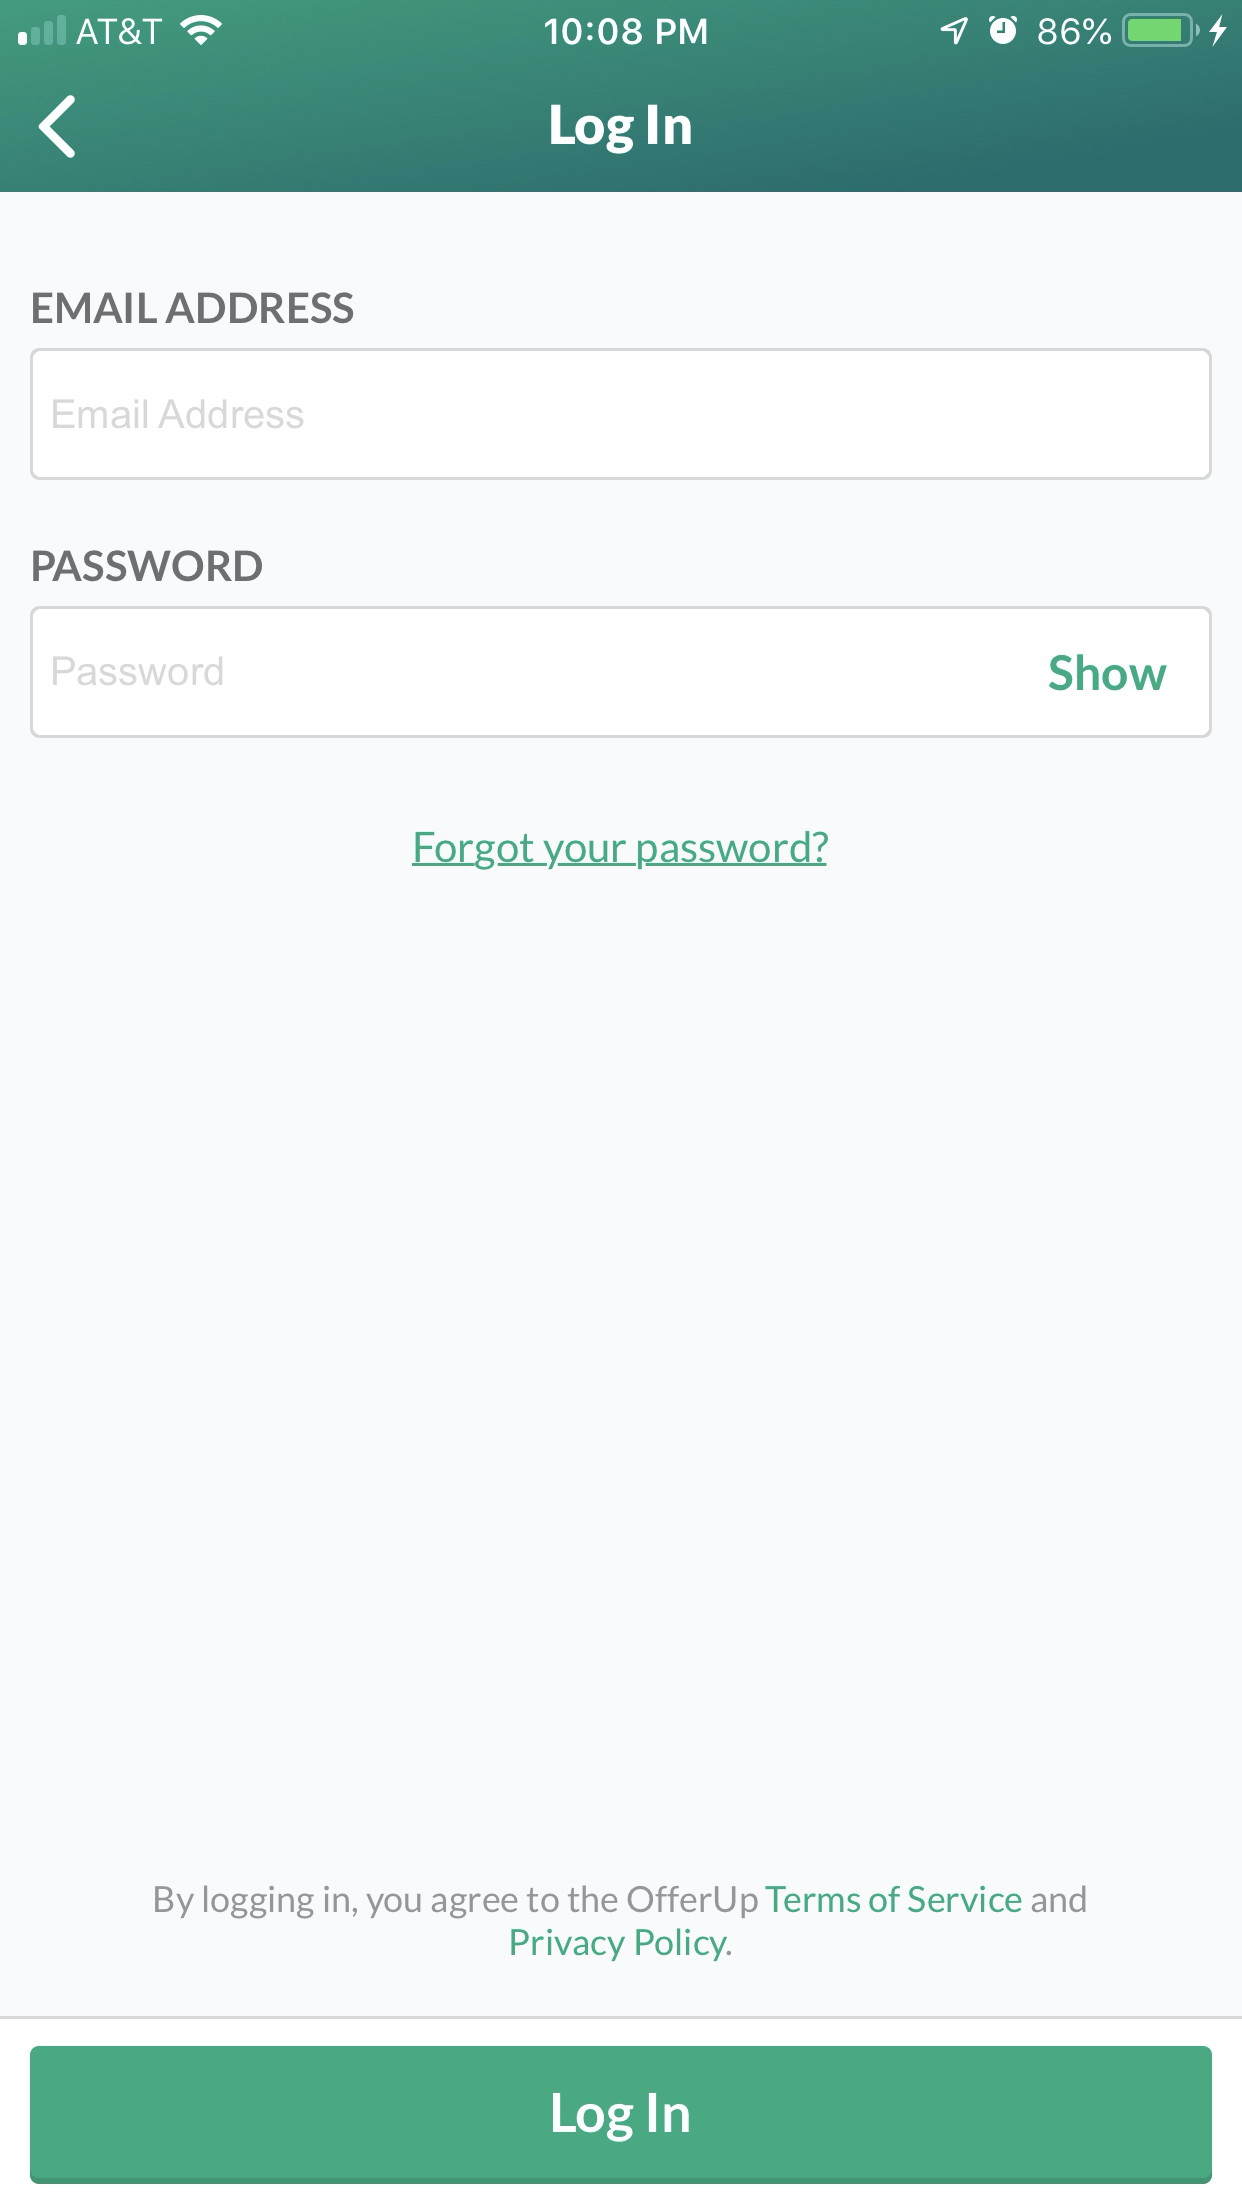 AT&T 10:08 PM 86%
Log In
EMAIL ADDRESS
Email Address
PASSWORD
Password Show
Forgot your password?
By logging in, you agree to the OfferUp Terms of Service and
Privacy Policy.
Log In